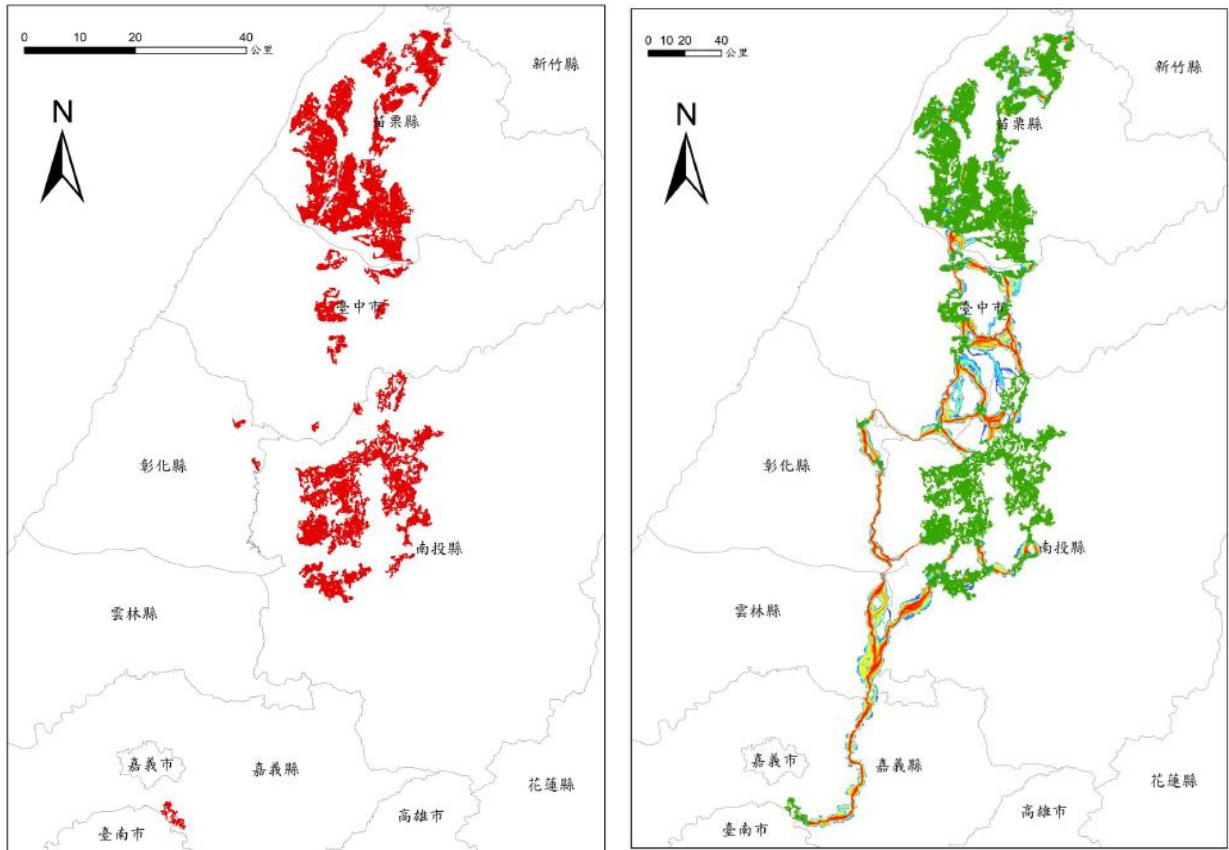 0 10 20 40 公里
N
新竹縣
苗栗縣
臺中市
彰化縣
南投縣
雲林縣
嘉義市
嘉義縣
花蓮縣
高雄市
臺南市
0 10 20 40 公里
N
新竹縣
苗栗縣
臺中市
彰化縣
南投縣
雲林縣
嘉義市
嘉義縣
花蓮縣
高雄市
臺南市